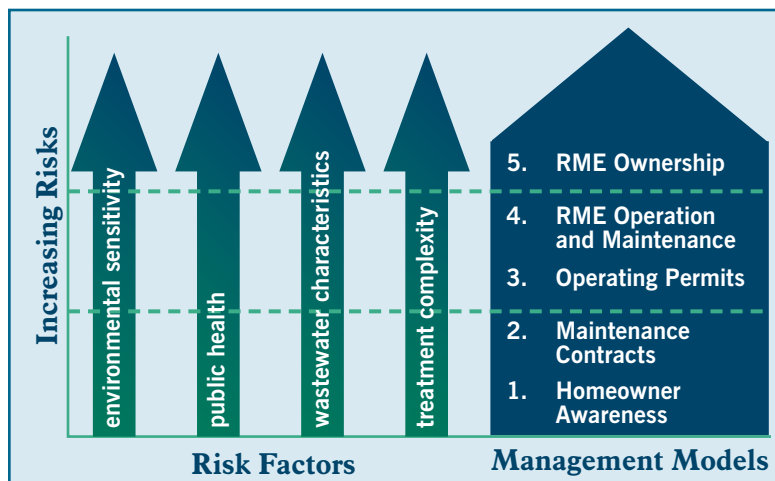 Increasing Risks
environmental sensitivity
public health
wastewater characteristics
treatment complexity
5. RME Ownership
4. RME Operation
and Maintenance
3. Operating Permits
2. Maintenance
Contracts
1. Homeowner
Awareness
Risk Factors
Management Models